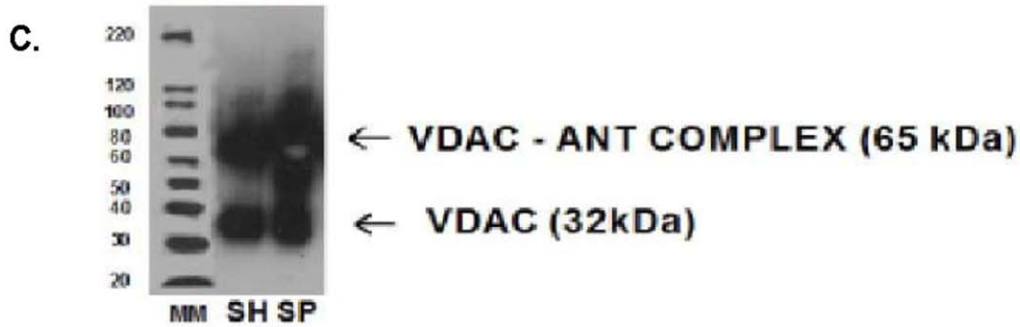 C.
220
120
100
80
60
50
40
30
20
← VDAC - ANT COMPLEX (65 kDa)
← VDAC (32kDa)
MM SH SP